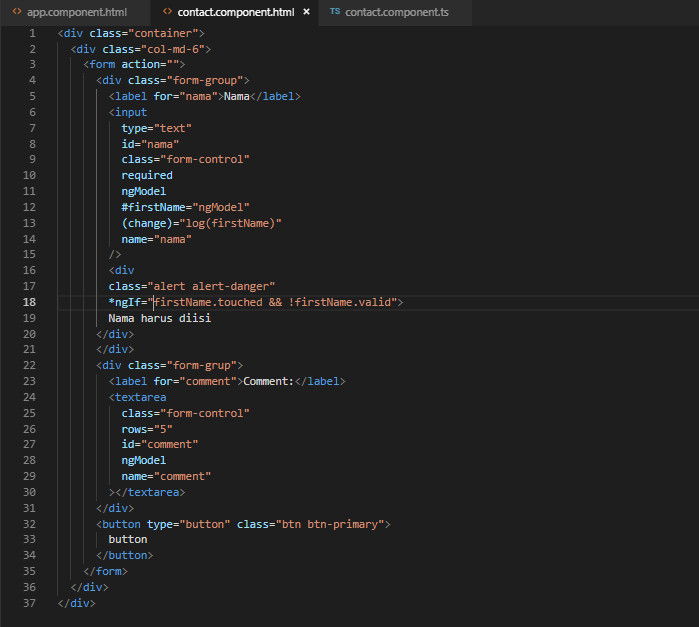 <> app.component.html <> contact.component.html × TS contact.component.ts
1 <div class="container">
2 <div class="col-md-6">
3 <form action="">
4 <div class="form-group">
5 <label for="nama">Nama</label>
6 <input
7 type="text"
8 id="nama"
9 class="form-control"
10 required
11 ngModel
12 #firstName="ngModel"
13 (change)="log(firstName)"
14 name="nama"
15 />
16 <div
17 class="alert alert-danger"
18 *ngIf="firstName.touched && !firstName.valid">
19 Nama harus diisi
20 </div>
21 </div>
22 <div class="form-grup">
23 <label for="comment">Comment:</label>
24 <textarea
25 class="form-control"
26 rows="5"
27 id="comment"
28 ngModel
29 name="comment"
30 ></textarea>
31 </div>
32 <button type="button" class="btn btn-primary">
33 button
34 </button>
35 </form>
36 </div>
37 </div>